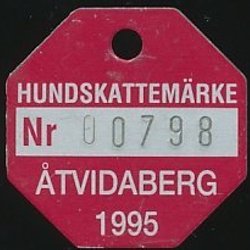 HUNDSKATTEMÄRKE
Nr 00798
ÅTVIDABERG
1995